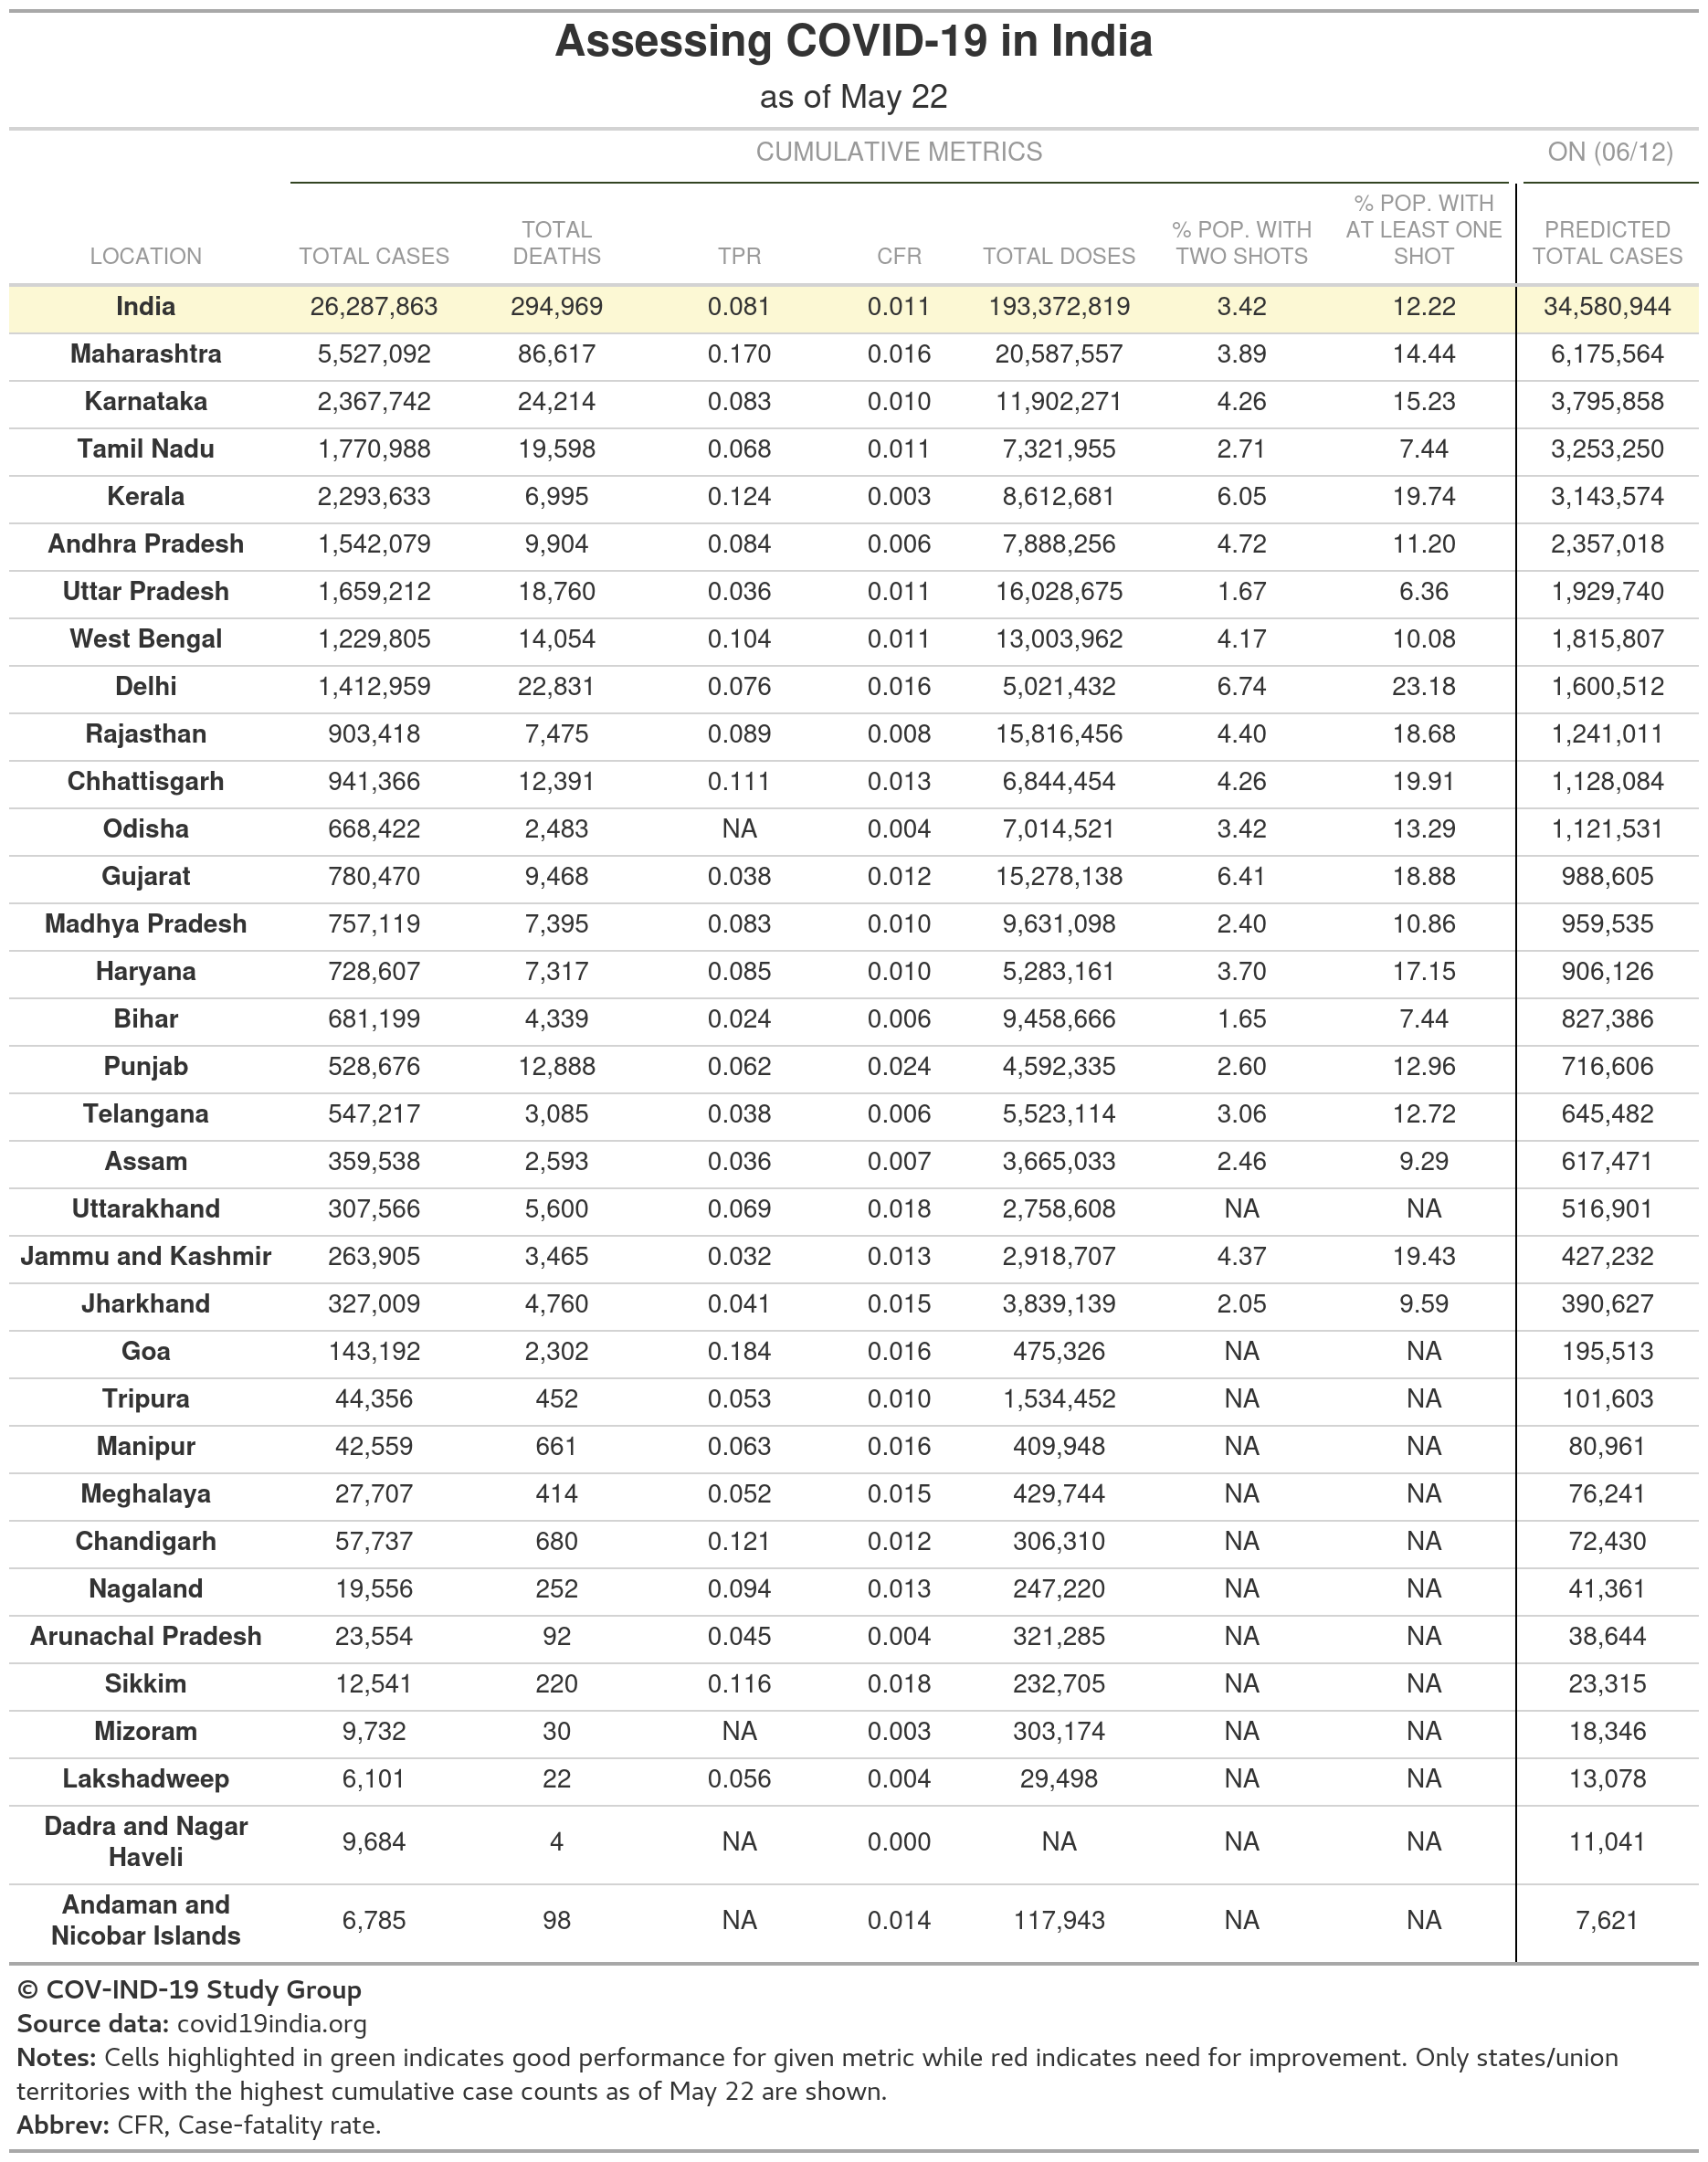 Assessing COVID-19 in India
as of May 22
CUMULATIVE METRICS ON (06/12)
LOCATION TOTAL CASES TOTAL DEATHS TPR CFR TOTAL DOSES % POP. WITH TWO SHOTS % POP. WITH AT LEAST ONE SHOT PREDICTED TOTAL CASES
India 26,287,863 294,969 0.081 0.011 193,372,819 3.42 12.22 34,580,944
Maharashtra 5,527,092 86,617 0.170 0.016 20,587,557 3.89 14.44 6,175,564
Karnataka 2,367,742 24,214 0.083 0.010 11,902,271 4.26 15.23 3,795,858
Tamil Nadu 1,770,988 19,598 0.068 0.011 7,321,955 2.71 7.44 3,253,250
Kerala 2,293,633 6,995 0.124 0.003 8,612,681 6.05 19.74 3,143,574
Andhra Pradesh 1,542,079 9,904 0.084 0.006 7,888,256 4.72 11.20 2,357,018
Uttar Pradesh 1,659,212 18,760 0.036 0.011 16,028,675 1.67 6.36 1,929,740
West Bengal 1,229,805 14,054 0.104 0.011 13,003,962 4.17 10.08 1,815,807
Delhi 1,412,959 22,831 0.076 0.016 5,021,432 6.74 23.18 1,600,512
Rajasthan 903,418 7,475 0.089 0.008 15,816,456 4.40 18.68 1,241,011
Chhattisgarh 941,366 12,391 0.111 0.013 6,844,454 4.26 19.91 1,128,084
Odisha 668,422 2,483 NA 0.004 7,014,521 3.42 13.29 1,121,531
Gujarat 780,470 9,468 0.038 0.012 15,278,138 6.41 18.88 988,605
Madhya Pradesh 757,119 7,395 0.083 0.010 9,631,098 2.40 10.86 959,535
Haryana 728,607 7,317 0.085 0.010 5,283,161 3.70 17.15 906,126
Bihar 681,199 4,339 0.024 0.006 9,458,666 1.65 7.44 827,386
Punjab 528,676 12,888 0.062 0.024 4,592,335 2.60 12.96 716,606
Telangana 547,217 3,085 0.038 0.006 5,523,114 3.06 12.72 645,482
Assam 359,538 2,593 0.036 0.007 3,665,033 2.46 9.29 617,471
Uttarakhand 307,566 5,600 0.069 0.018 2,758,608 NA NA 516,901
Jammu and Kashmir 263,905 3,465 0.032 0.013 2,918,707 4.37 19.43 427,232
Jharkhand 327,009 4,760 0.041 0.015 3,839,139 2.05 9.59 390,627
Goa 143,192 2,302 0.184 0.016 475,326 NA NA 195,513
Tripura 44,356 452 0.053 0.010 1,534,452 NA NA 101,603
Manipur 42,559 661 0.063 0.016 409,948 NA NA 80,961
Meghalaya 27,707 414 0.052 0.015 429,744 NA NA 76,241
Chandigarh 57,737 680 0.121 0.012 306,310 NA NA 72,430
Nagaland 19,556 252 0.094 0.013 247,220 NA NA 41,361
Arunachal Pradesh 23,554 92 0.045 0.004 321,285 NA NA 38,644
Sikkim 12,541 220 0.116 0.018 232,705 NA NA 23,315
Mizoram 9,732 30 NA 0.003 303,174 NA NA 18,346
Lakshadweep 6,101 22 0.056 0.004 29,498 NA NA 13,078
Dadra and Nagar Haveli 9,684 4 NA 0.000 NA NA NA 11,041
Andaman and Nicobar Islands 6,785 98 NA 0.014 117,943 NA NA 7,621
© COV-IND-19 Study Group
Source data: covid19india.org
Notes: Cells highlighted in green indicates good performance for given metric while red indicates need for improvement. Only states/union
territories with the highest cumulative case counts as of May 22 are shown.
Abbrev: CFR, Case-fatality rate.